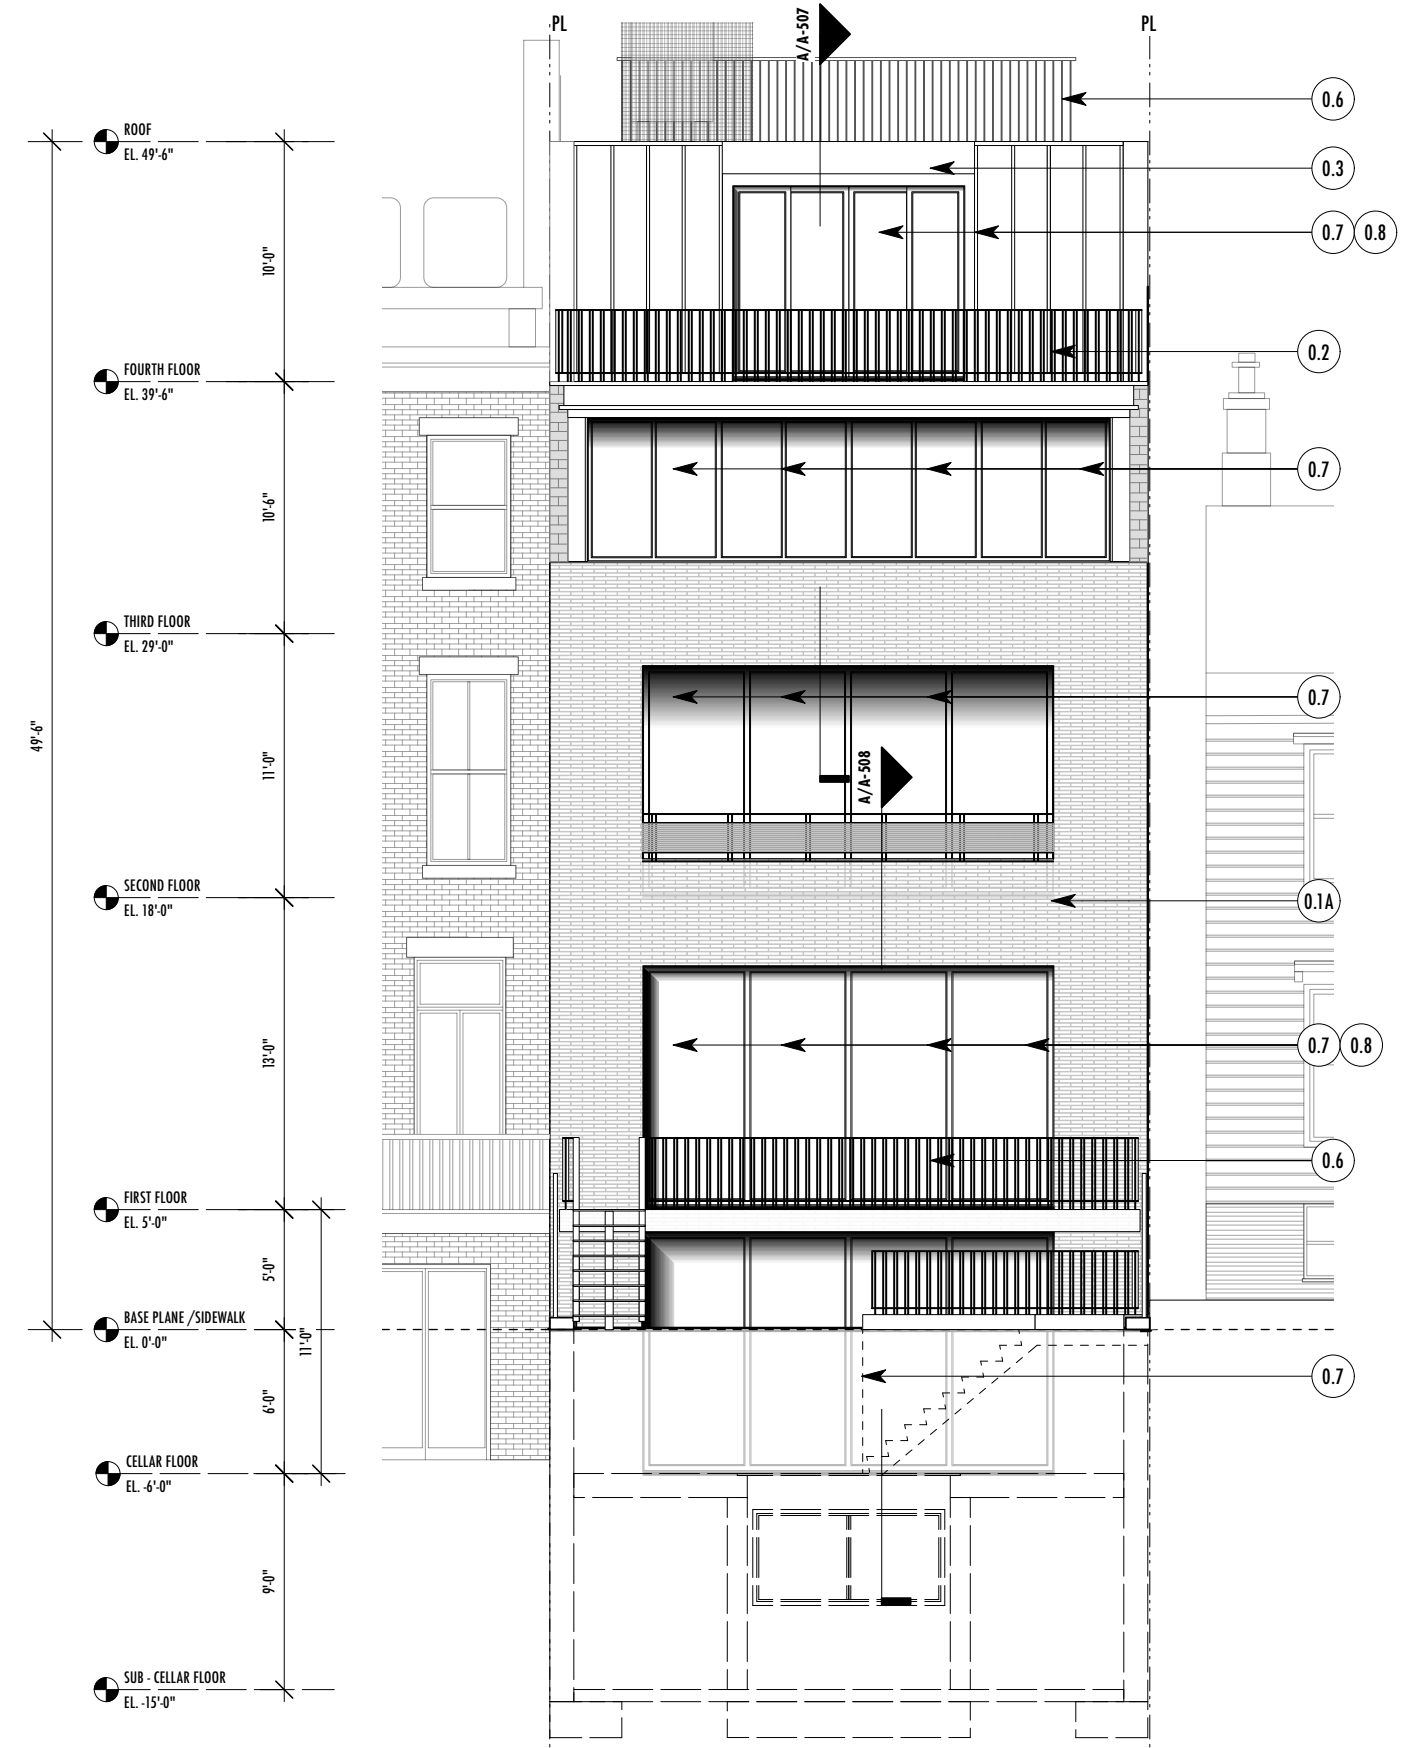 PL
A/A-507
PL
0.6
ROOF
EL. 49'-6"
0.3
0.7
0.8
10'-0"
0.2
FOURTH FLOOR
EL. 39'-6"
0.7
10'-6"
THIRD FLOOR
EL. 29'-0"
0.7
49'-6"
11'-0"
A/A-508
SECOND FLOOR
EL. 18'-0"
0.1A
13'-0"
0.7
0.8
0.6
FIRST FLOOR
EL. 5'-0"
5'-0"
BASE PLANE /SIDEWALK
EL. 0'-0"
11'-0"
0.7
6'-0"
CELLAR FLOOR
EL. -6'-0"
9'-0"
SUB - CELLAR FLOOR
EL. -15'-0"